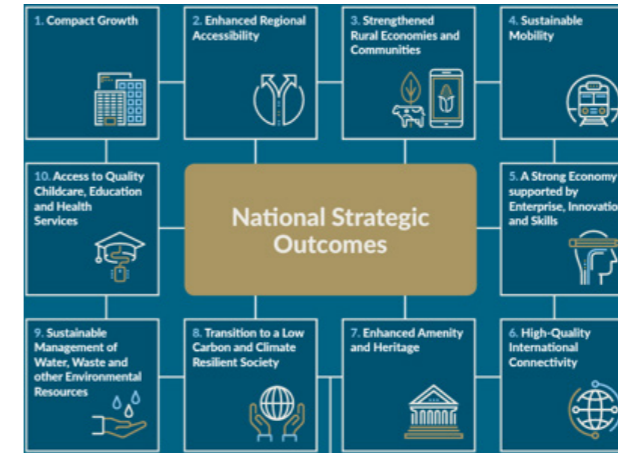 1. Compact Growth
2. Enhanced Regional
Accessibility
3. Strengthened
Rural Economies and
Communities
4. Sustainable
Mobility
10. Access to Quality
Childcare, Education
and Health
Services
National Strategic
Outcomes
5. A Strong Economy
supported by
Enterprise, Innovatio
and Skills
9. Sustainable
Management of
Water, Waste and
other Environmental
Resources
8. Transition to a Low
Carbon and Climate
Resilient Society
7. Enhanced Amenity
and Heritage
6. High-Quality
International
Connectivity